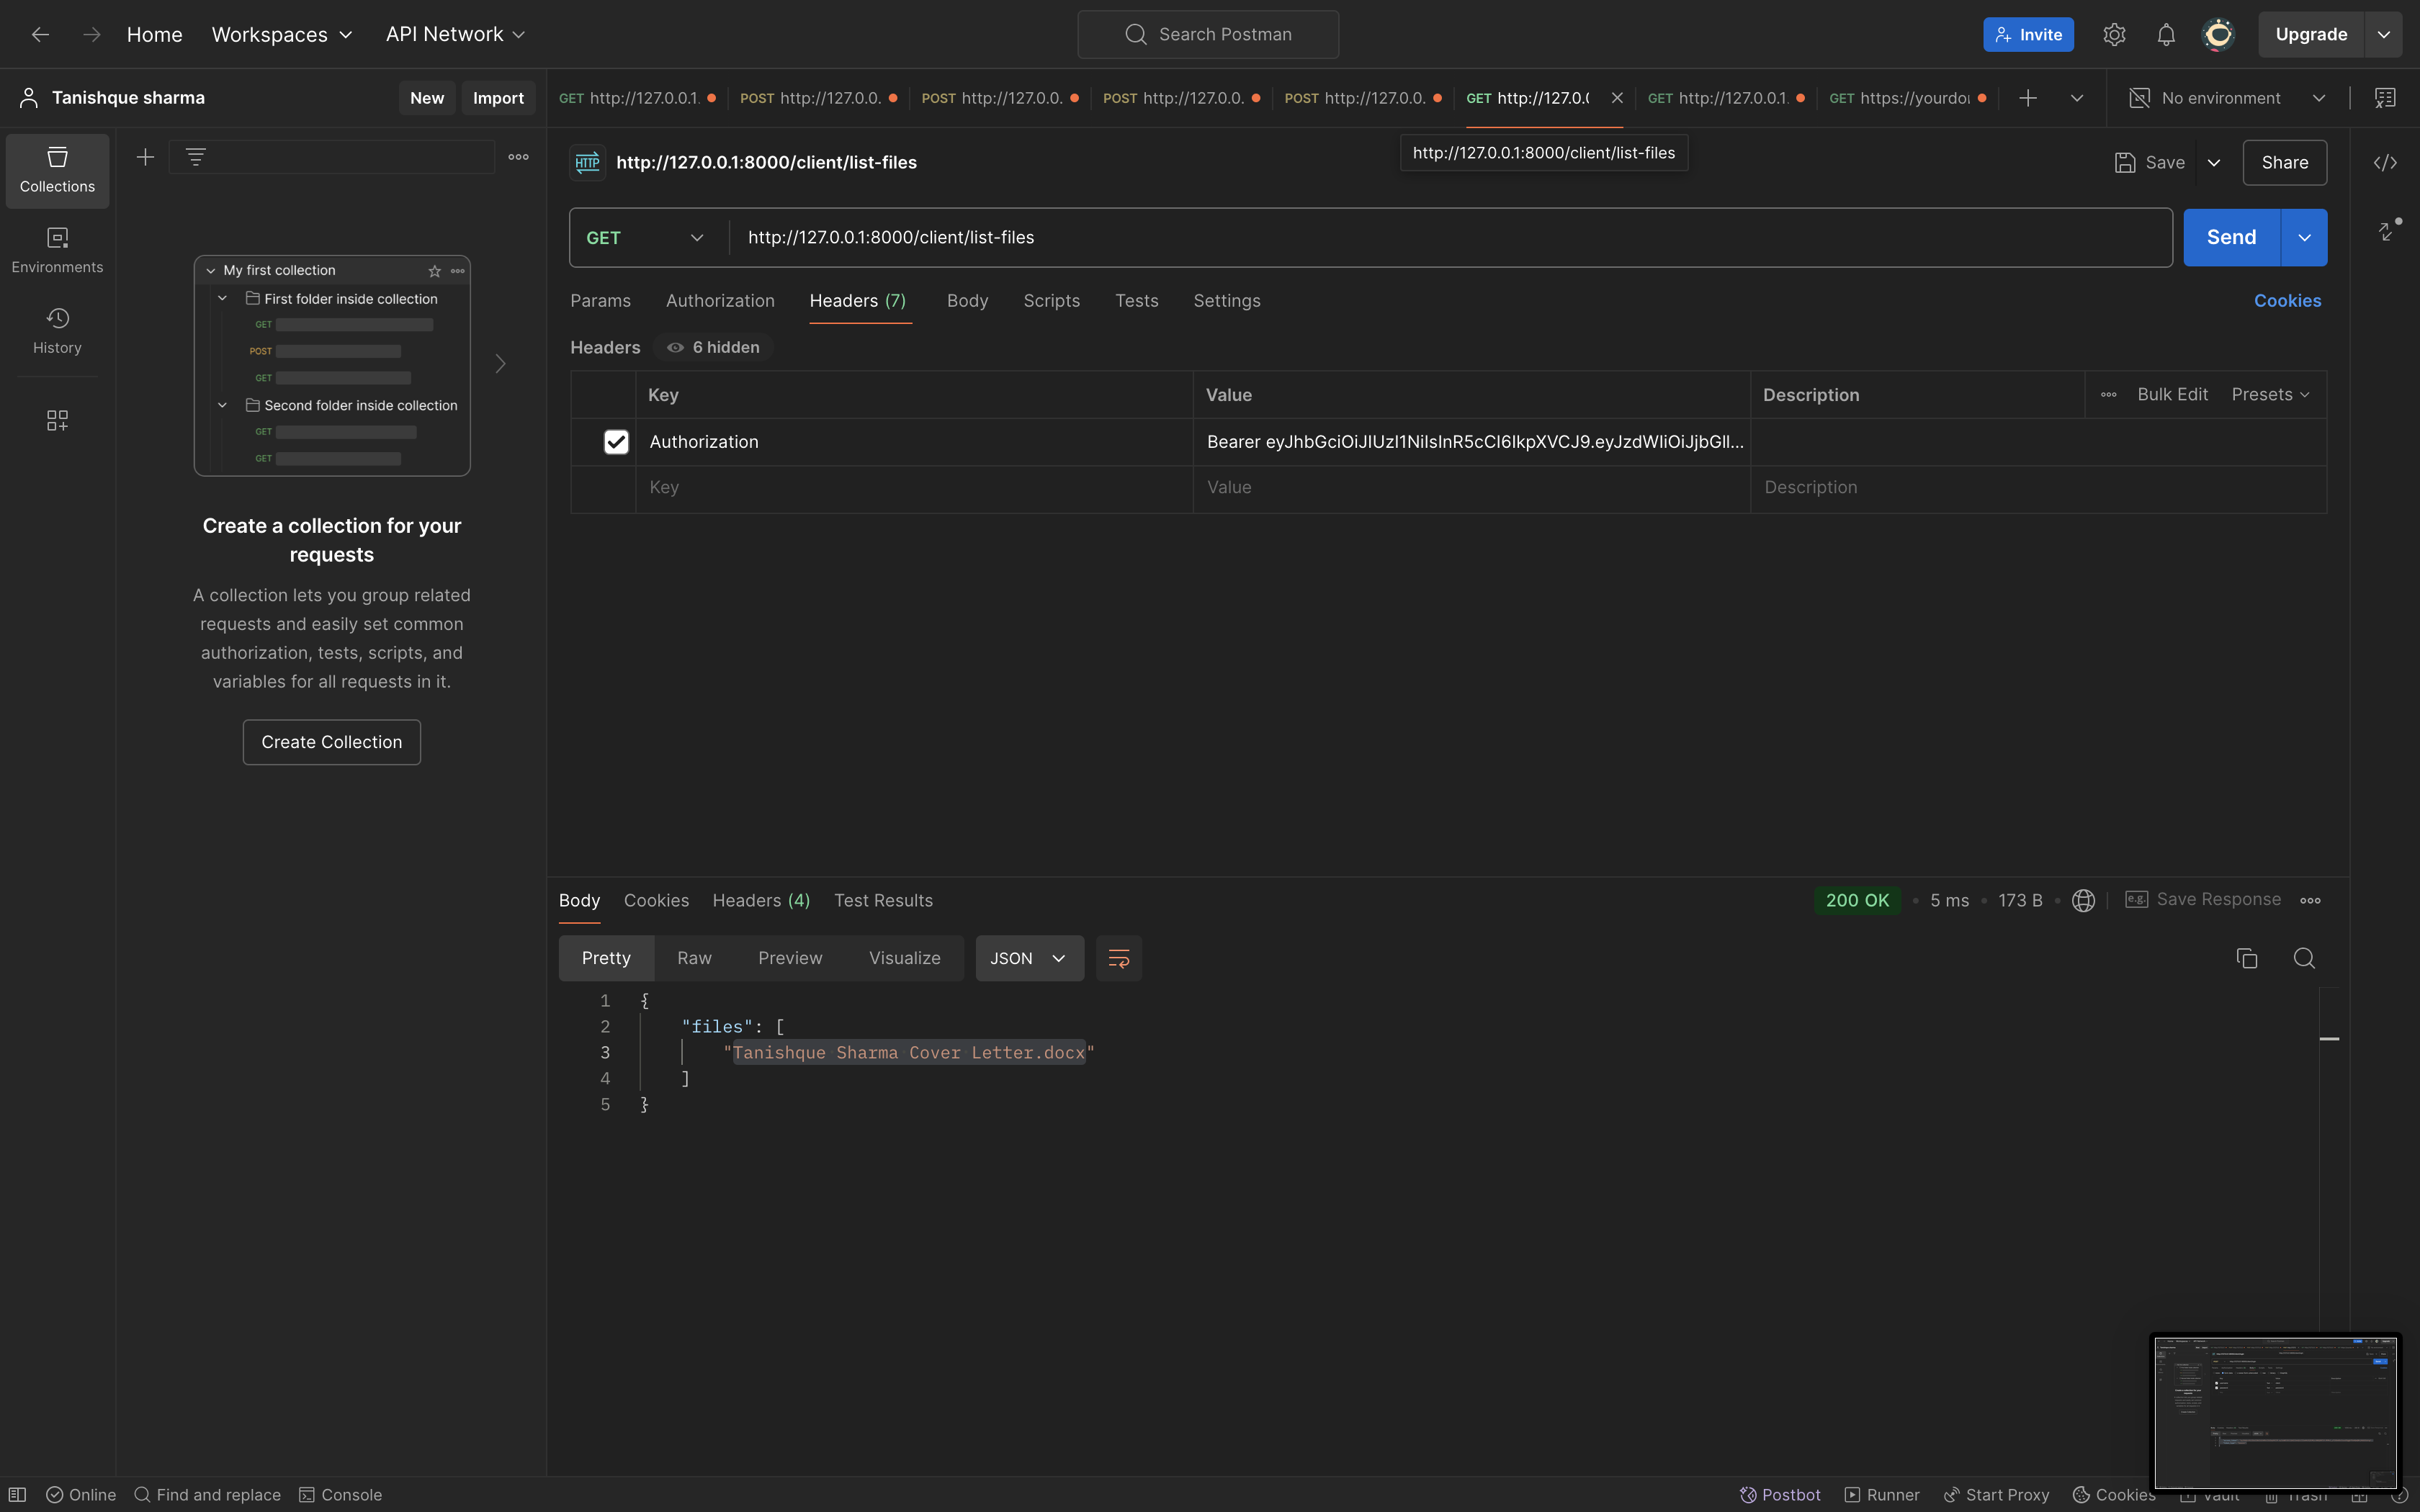 Home Workspaces API Network Search Postman Invite Upgrade
Tanishque sharma New Import
GET http://127.0.0.1. POST http://127.0.0. POST http://127.0.0. POST http://127.0.0. POST http://127.0.0. GET http://127.0.( GET http://127.0.0.1. GET https://yourdo No environment
Collections
Environments
History
My first collection
First folder inside collection
GET
POST
GET
Second folder inside collection
GET
GET
Create a collection for your
requests
A collection lets you group related
requests and easily set common
authorization, tests, scripts, and
variables for all requests in it.
Create Collection
HTTP http://127.0.0.1:8000/client/list-files
http://127.0.0.1:8000/client/list-files
Save Share
GET http://127.0.0.1:8000/client/list-files Send
Params Authorization Headers (7) Body Scripts Tests Settings Cookies
Headers 6 hidden
Key Value Description Bulk Edit Presets
Authorization Bearer eyJhbGciOiJIUzI1NiIsInR5cCI6IkpXVCJ9.eyJzdWIiOiJjbGll...
Key Value Description
Body Cookies Headers (4) Test Results 200 OK 5 ms 173 B e.g. Save Response
Pretty Raw Preview Visualize JSON
1 {
2 "files": [
3 "Tanishque Sharma Cover Letter.docx"
4 ]
5 }
Online Find and replace Console Postbot Runner Start Proxy Cookies Vault Trash